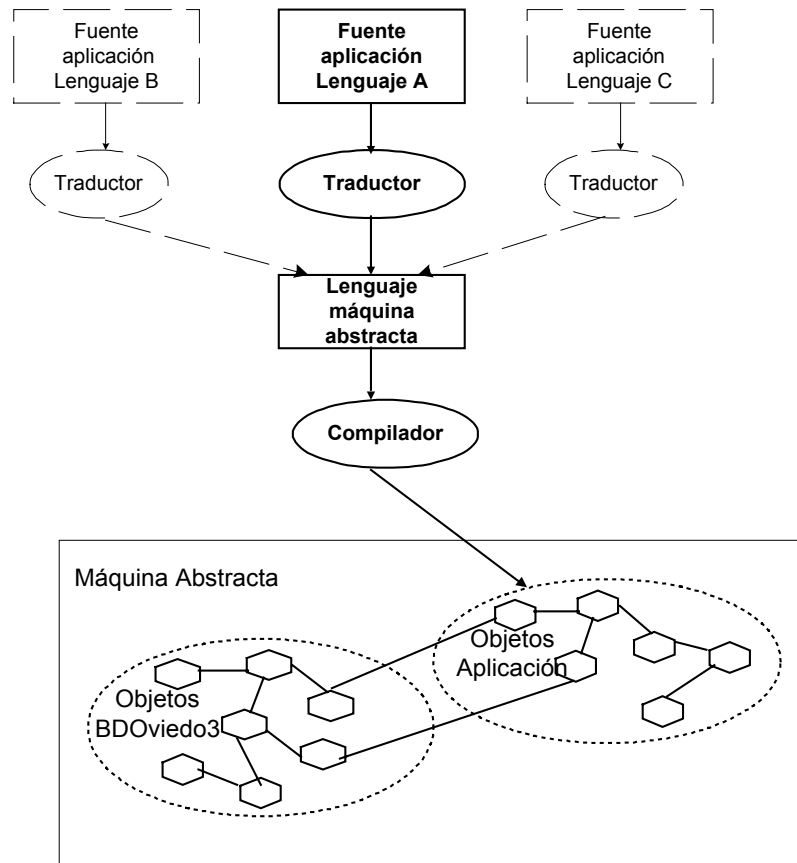 Fuente
aplicación
Lenguaje B
Fuente
aplicación
Lenguaje A
Fuente
aplicación
Lenguaje C
Traductor
Traductor
Traductor
Lenguaje
máquina
abstracta
Compilador
Máquina Abstracta
Objetos
Aplicación
Objetos
BDOviedo3